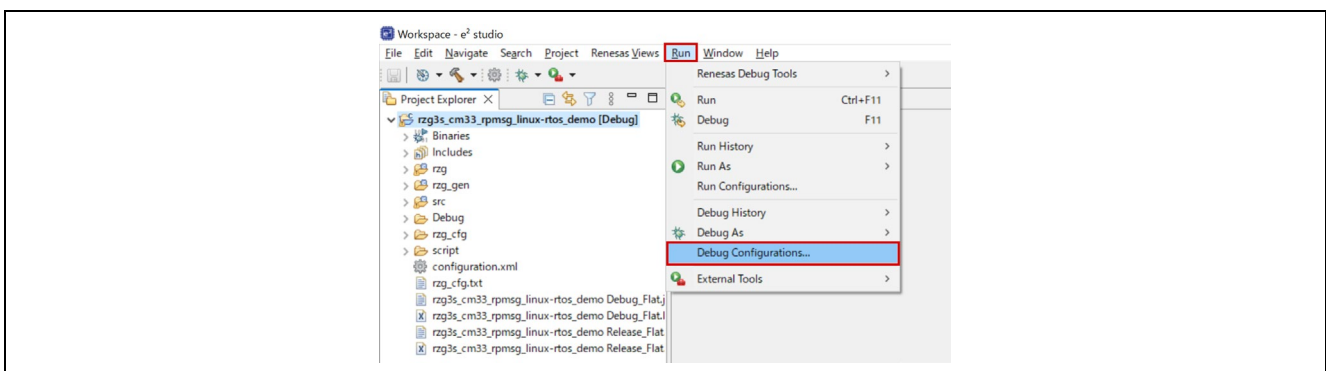 Workspace - e² studio
File Edit Navigate Search Project Renesas Views Run Window Help
Project Explorer
rzg3s_cm33_rpmsg_linux-rtos_demo [Debug]
Binaries
Includes
rzg
rzg_gen
src
Debug
rzg_cfg
script
configuration.xml
rzg_cfg.txt
rzg3s_cm33_rpmsg_linux-rtos_demo Debug_Flat.j
rzg3s_cm33_rpmsg_linux-rtos_demo Debug_Flat.l
rzg3s_cm33_rpmsg_linux-rtos_demo Release_Flat
rzg3s_cm33_rpmsg_linux-rtos_demo Release_Flat
Renesas Debug Tools
Run Ctrl+F11
Debug F11
Run History
Run As
Run Configurations...
Debug History
Debug As
Debug Configurations...
External Tools